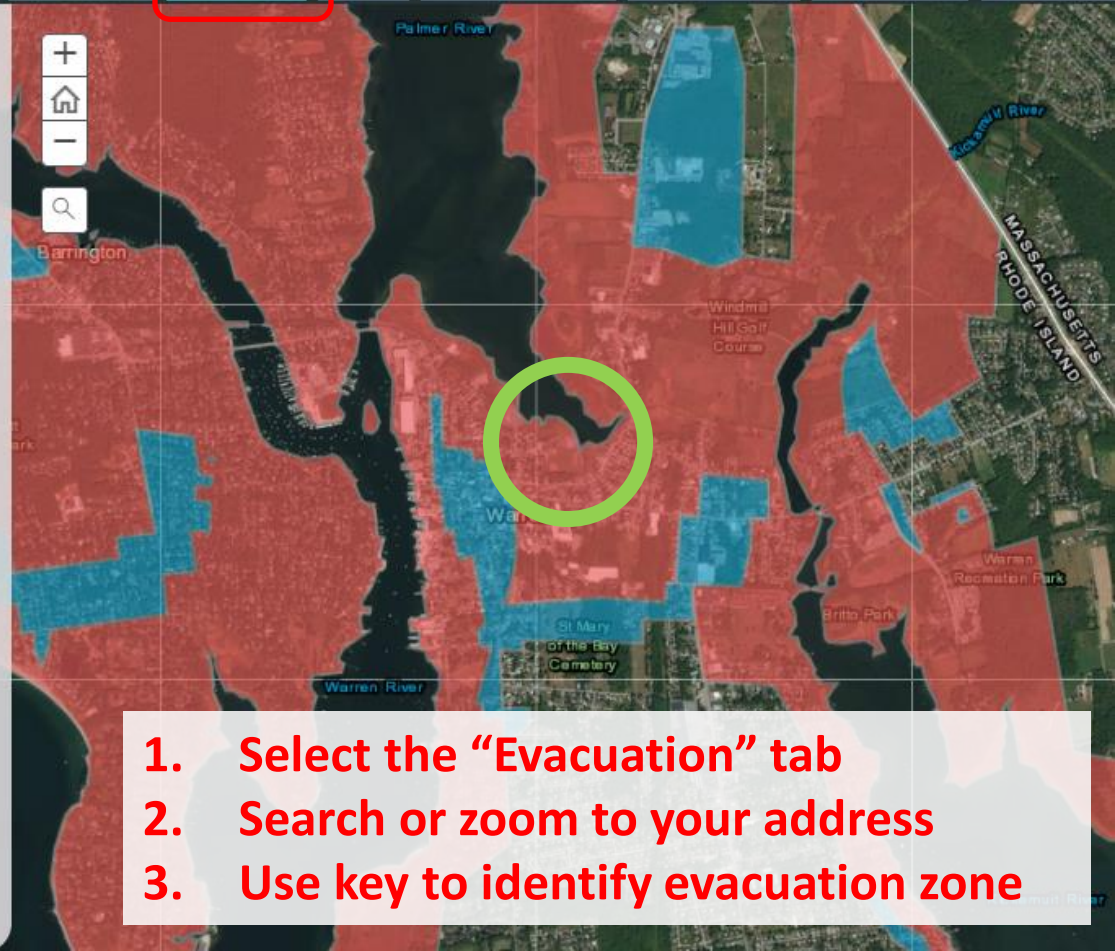 Palmer River
+
Kickamuit River
−
MASSACHUSETTS
RHODE ISLAND
Barrington
Windmill
Hill Golf
Course
Warren
Recreation Park
Britto Park
St Mary
of the Bay
Cemetery
Warren River
1. Select the “Evacuation” tab
2. Search or zoom to your address
3. Use key to identify evacuation zone